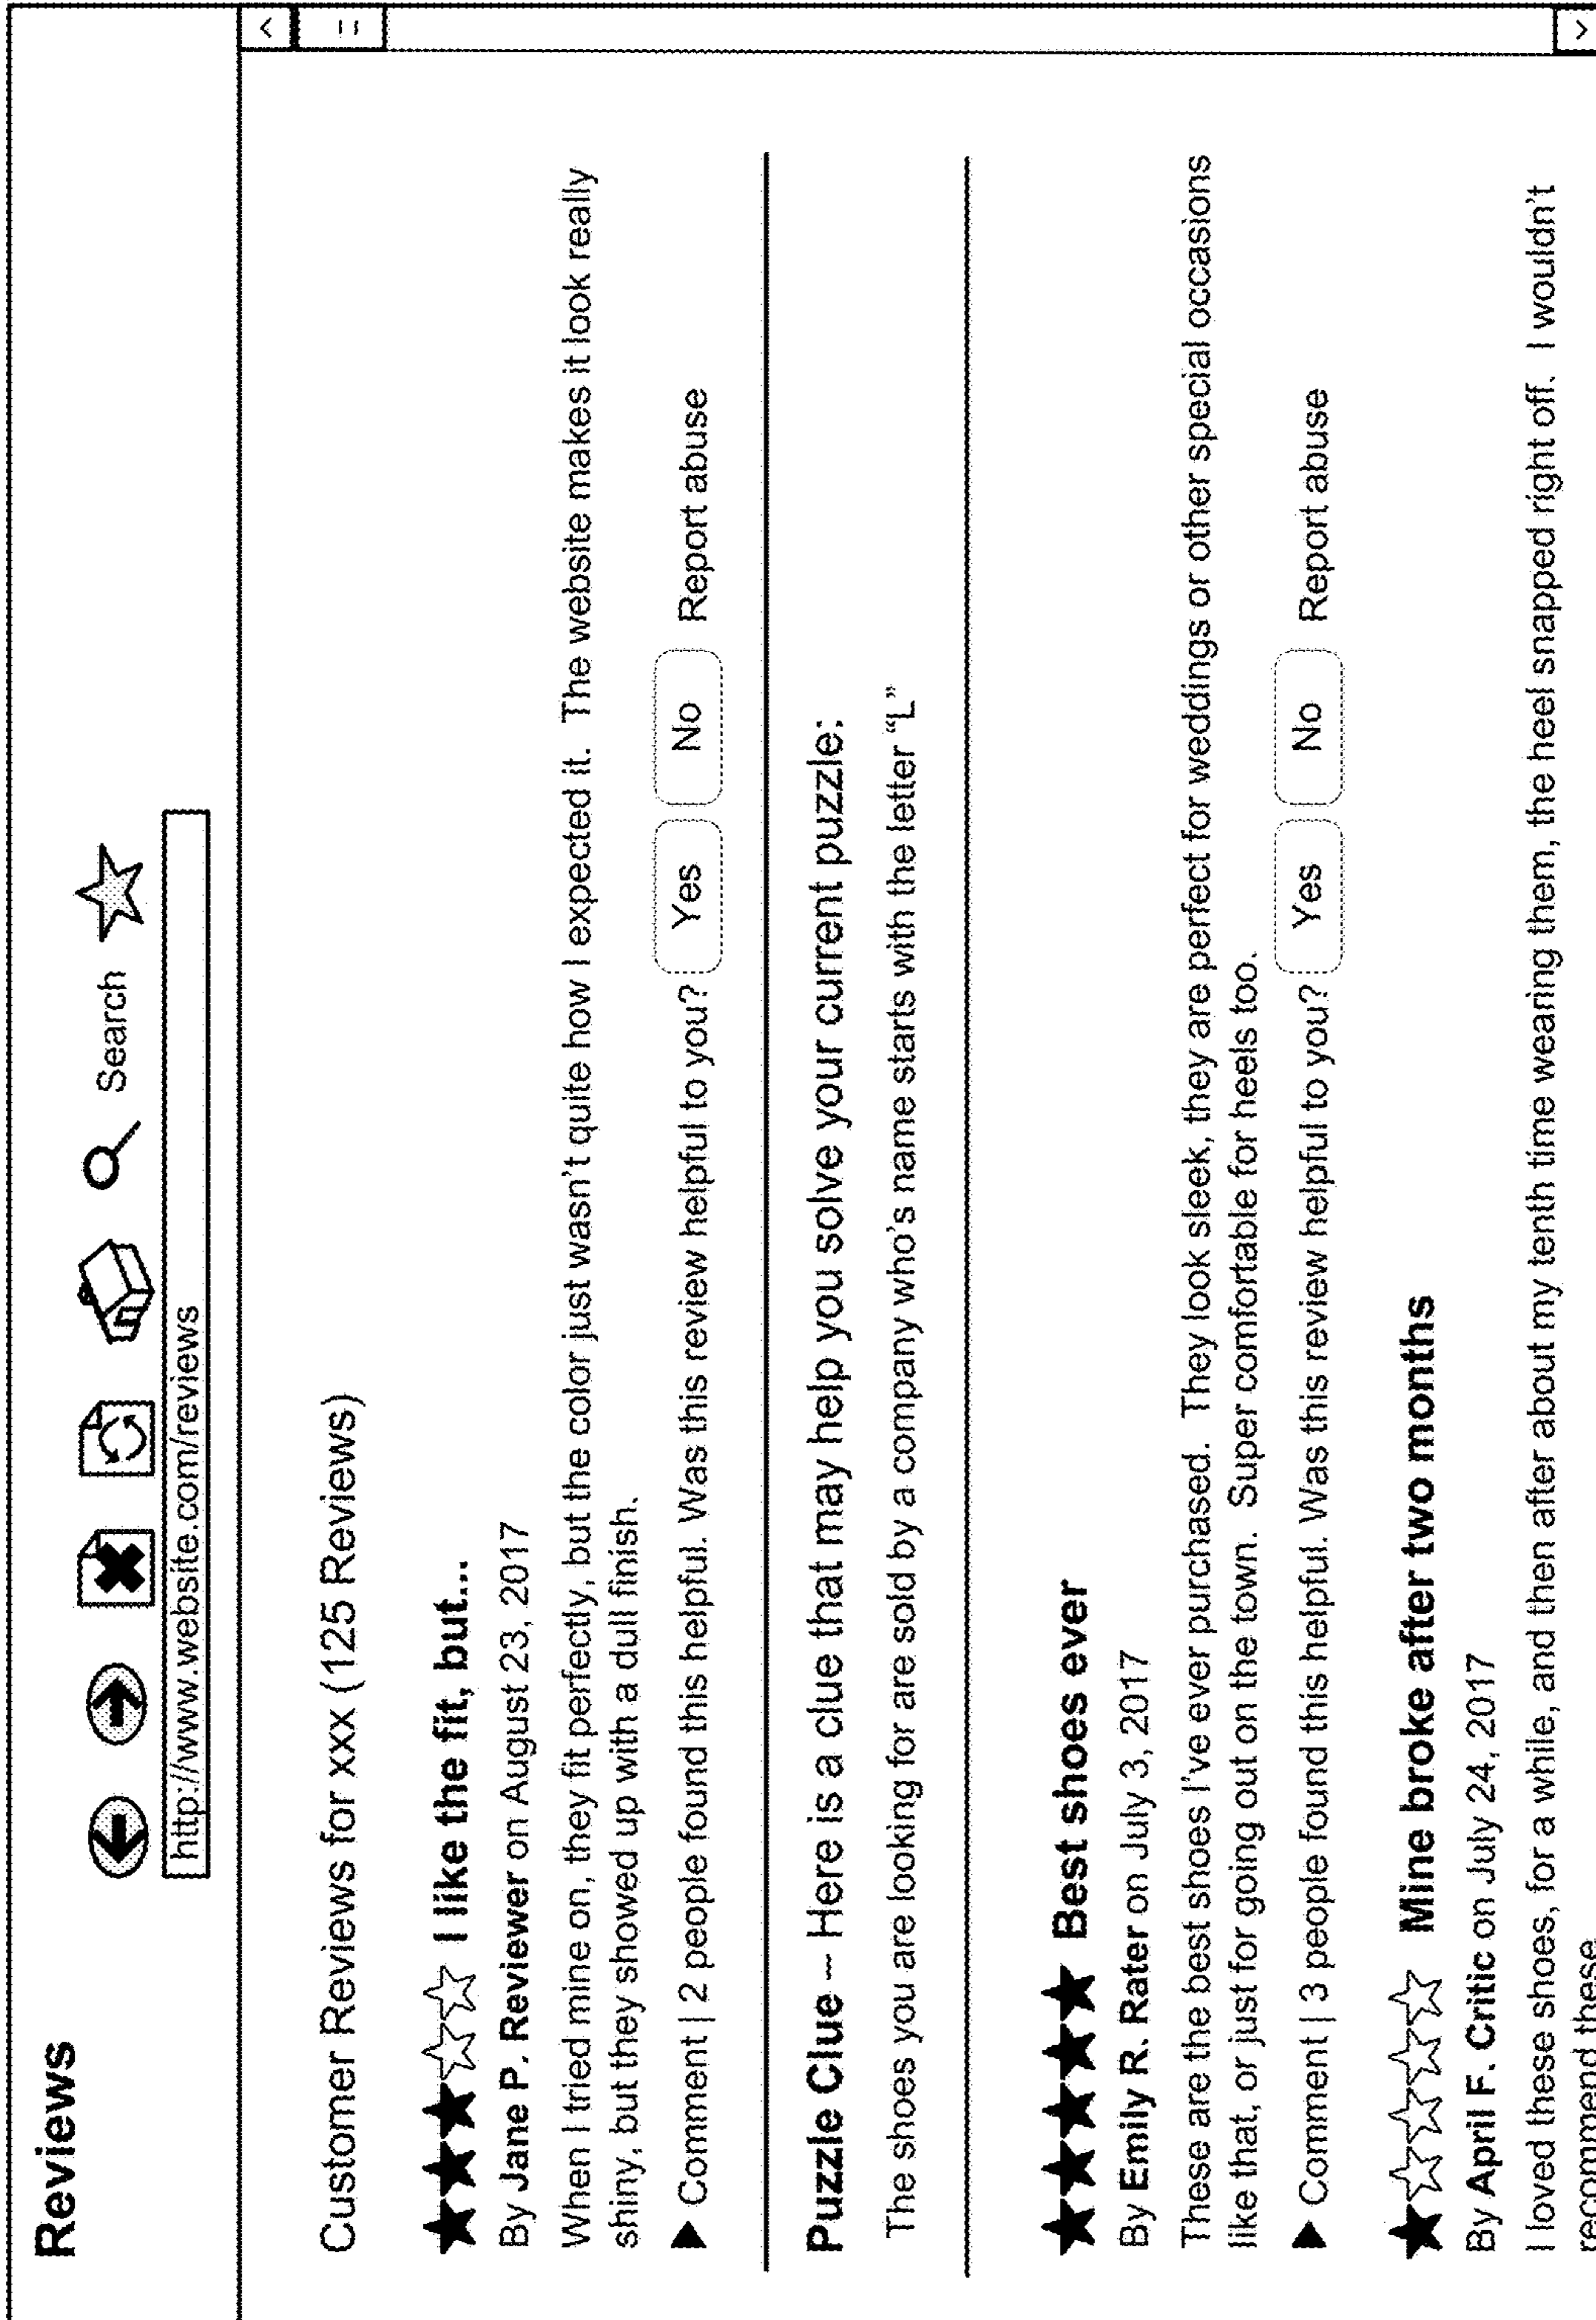 Reviews
Search
http://www.website.com/reviews
Customer Reviews for xxx (125 Reviews)
I like the fit, but...
By Jane P. Reviewer on August 23, 2017
When I tried mine on, they fit perfectly, but the color just wasn't quite how I expected it. The website makes it look really
shiny, but they showed up with a dull finish.
Comment | 2 people found this helpful. Was this review helpful to you? Yes No Report abuse
Puzzle Clue -- Here is a clue that may help you solve your current puzzle:
The shoes you are looking for are sold by a company who's name starts with the letter “L”
Best shoes ever
By Emily R. Rater on July 3, 2017
These are the best shoes I've ever purchased. They look sleek, they are perfect for weddings or other special occasions
like that, or just for going out on the town. Super comfortable for heels too.
Comment | 3 people found this helpful. Was this review helpful to you? Yes No Report abuse
Mine broke after two months
By April F. Critic on July 24, 2017
I loved these shoes, for a while, and then after about my tenth time wearing them, the heel snapped right off. I wouldn't
recommend these